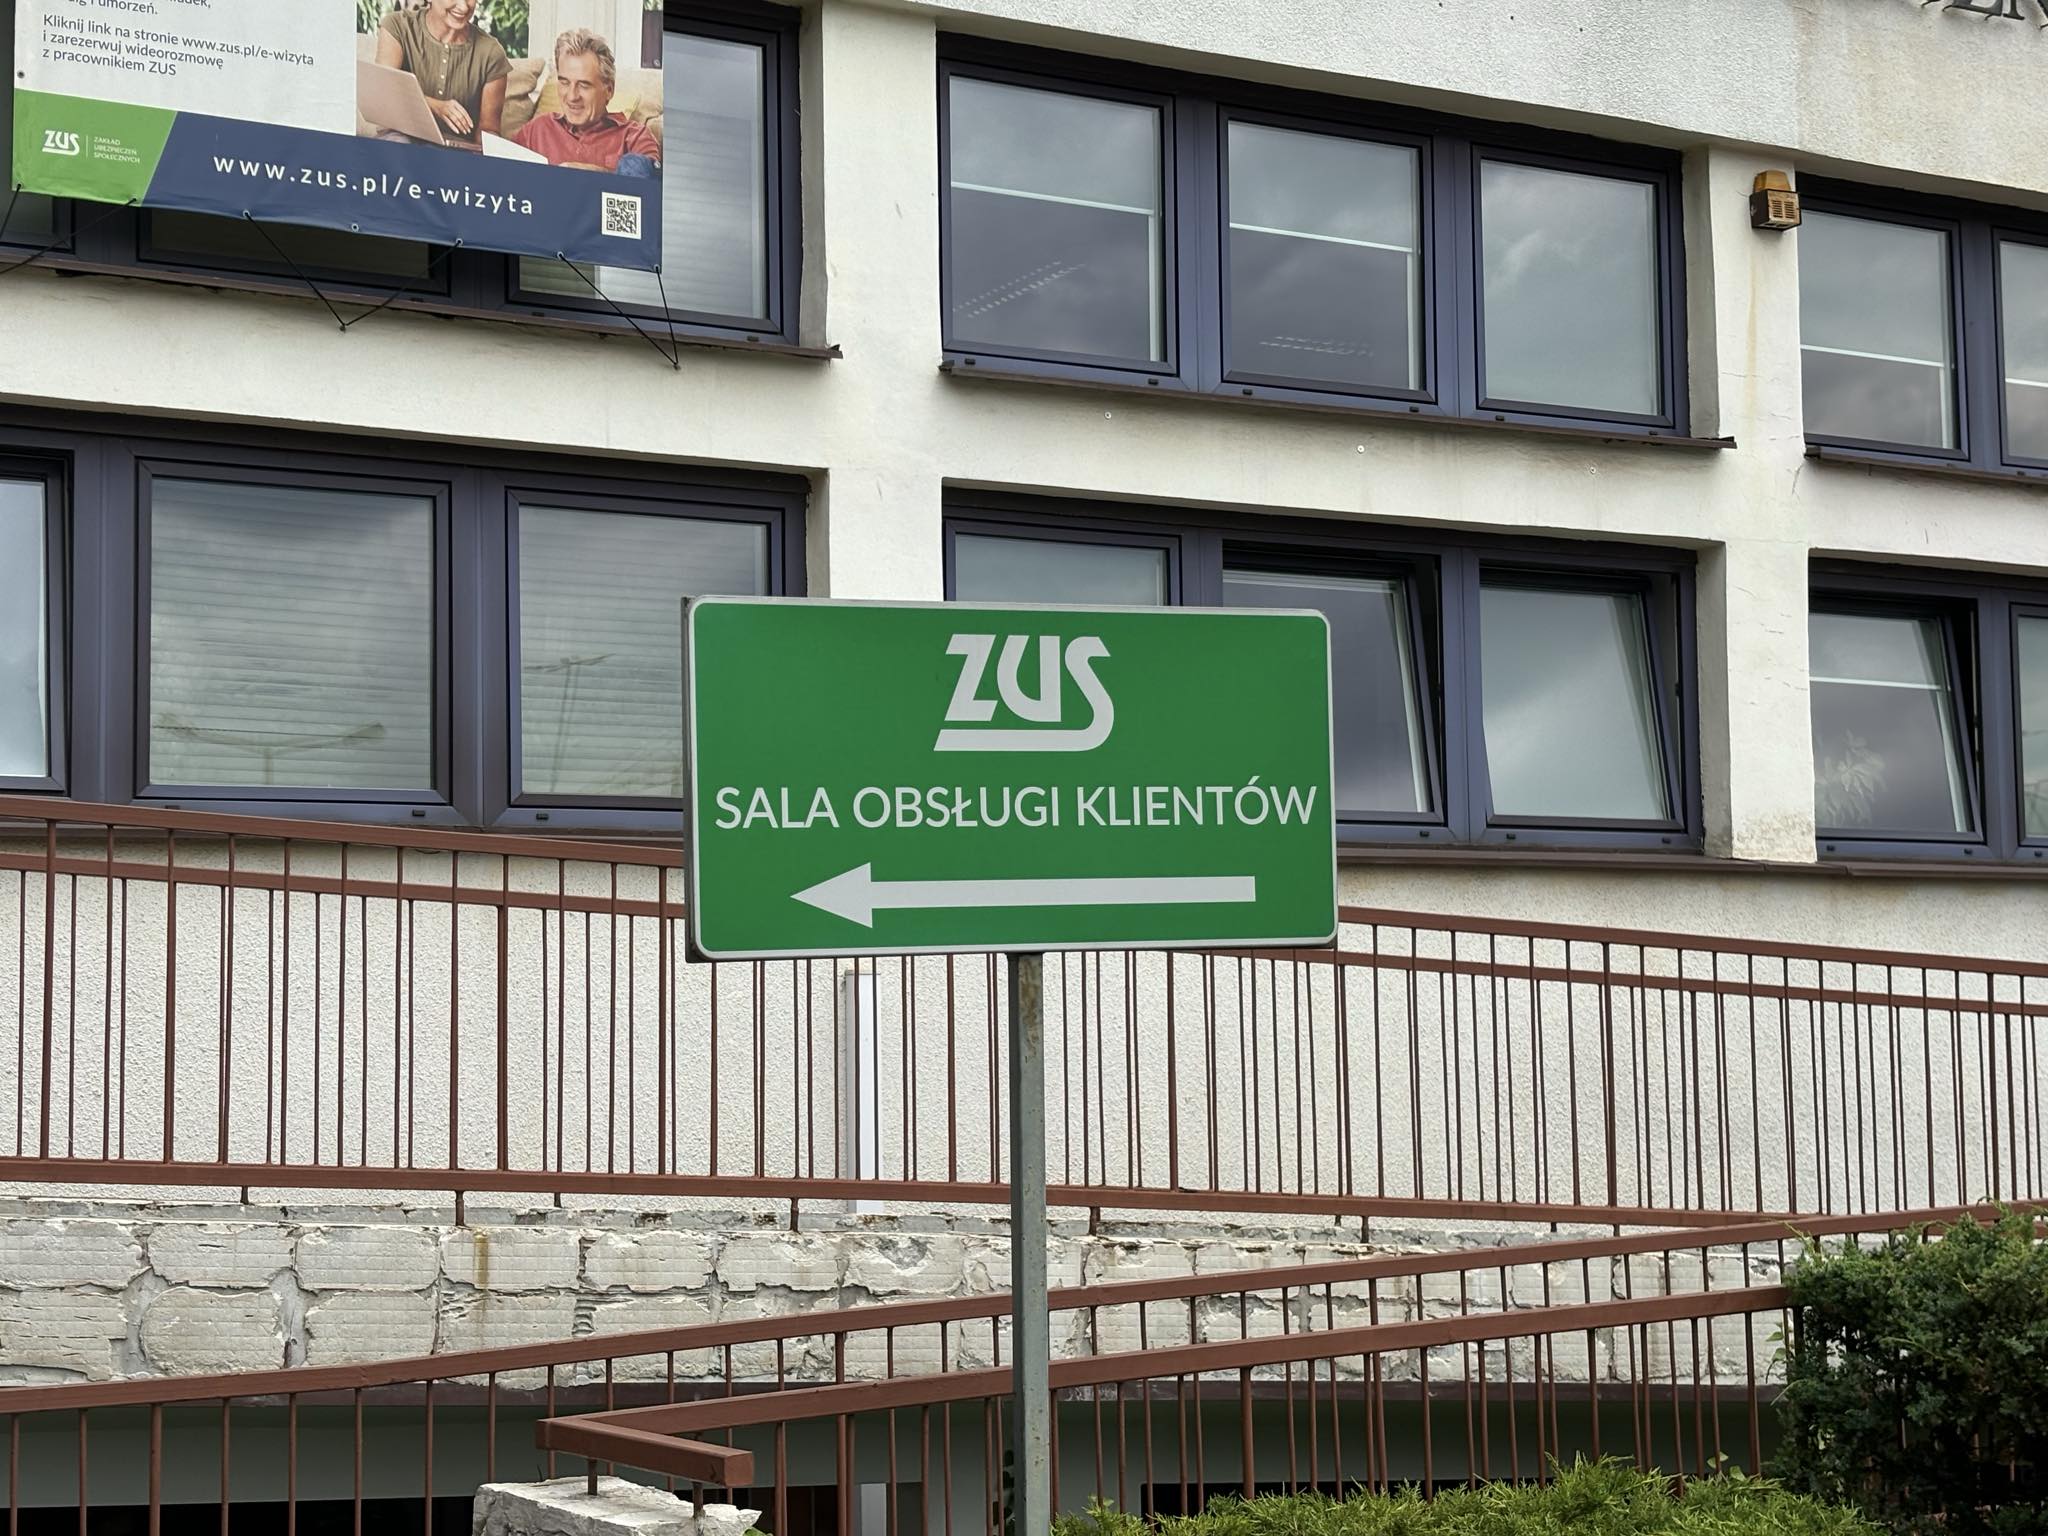 i umorzeń.
Kliknij link na stronie www.zus.pl/e-wizyta
i zarezerwuj wideorozmowę
z pracownikiem ZUS
ZUS
ZAKŁAD
UBEZPIECZEŃ
SPOŁECZNYCH
www.zus.pl/e-wizyta
ZUS
SALA OBSŁUGI KLIENTÓW